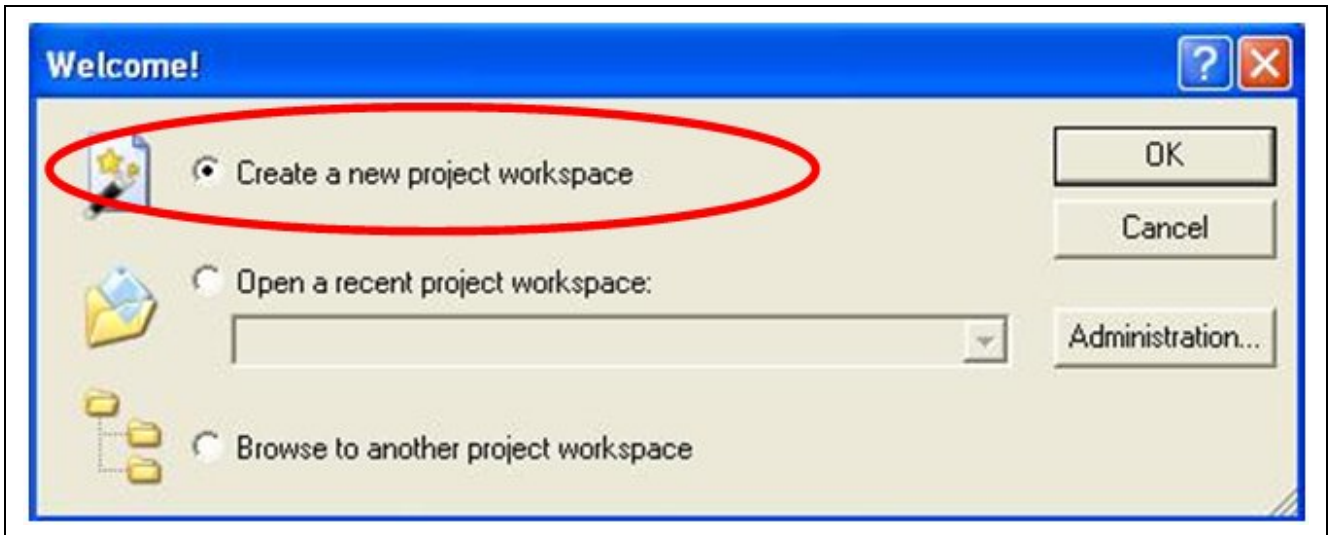 Welcome!
Create a new project workspace
OK
Cancel
Open a recent project workspace:
Administration...
Browse to another project workspace